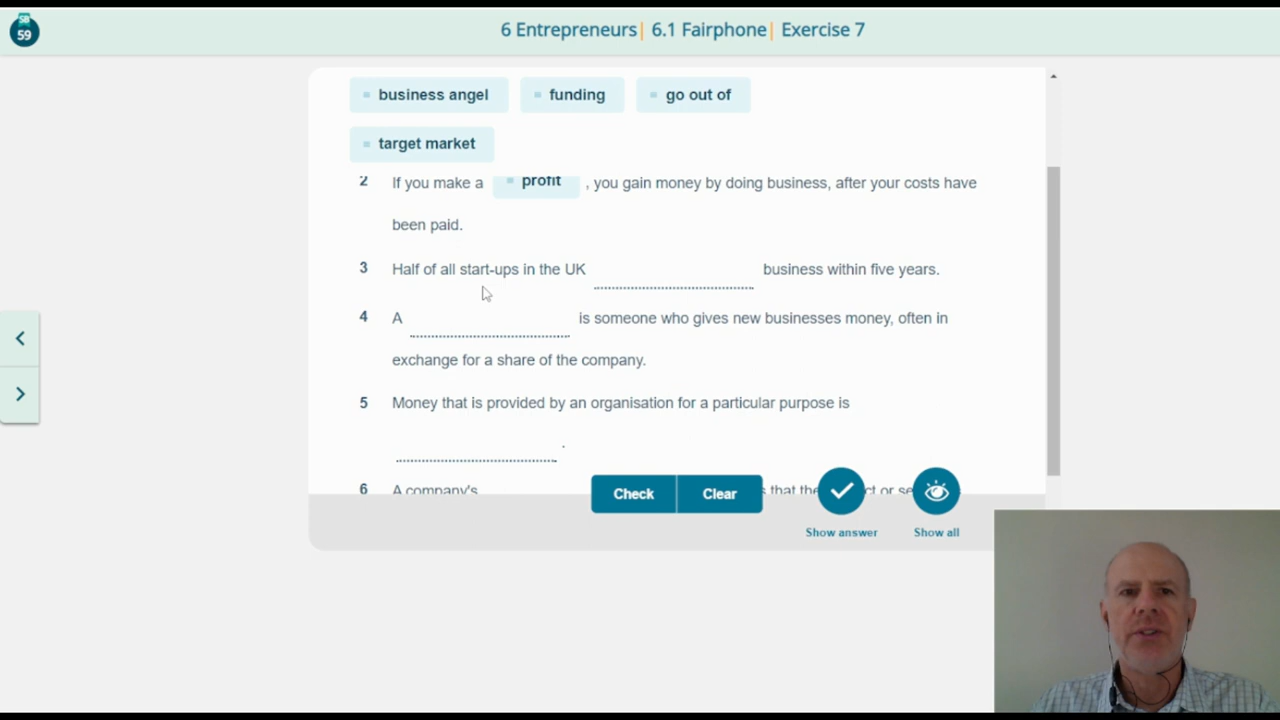 SB
59
6 Entrepreneurs| 6.1 Fairphone| Exercise 7
business angel
funding
go out of
target market
2 If you make a profit , you gain money by doing business, after your costs have
been paid.
3 Half of all start-ups in the UK business within five years.
4 A is someone who gives new businesses money, often in
exchange for a share of the company.
5 Money that is provided by an organisation for a particular purpose is
.
6 A company's that the
Check
Clear
Show answer
Show all